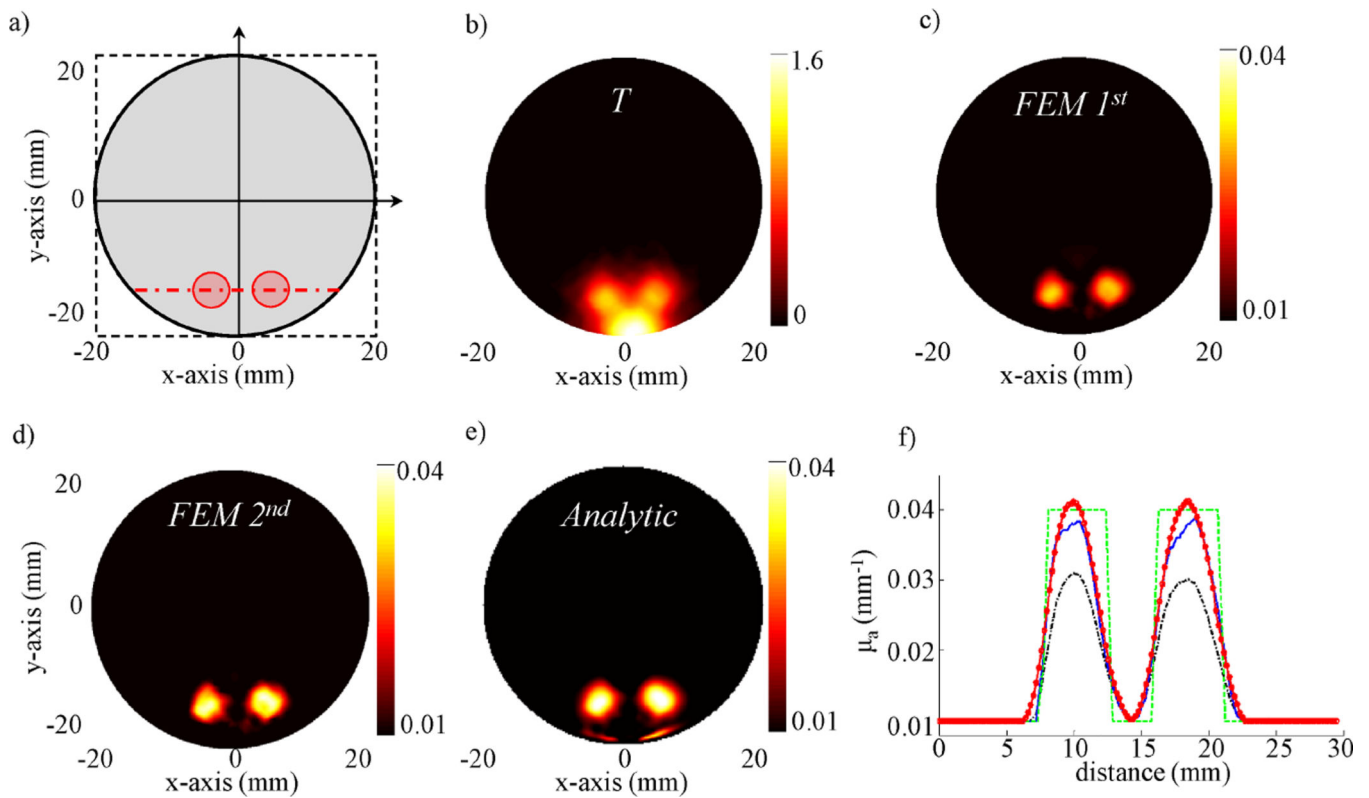 a)
20
0
-20
y-axis (mm)
-20 0 20
x-axis (mm)
b)
T
1.6
0
-20 0 20
x-axis (mm)
c)
FEM 1st
0.04
0.01
-20 0 20
x-axis (mm)
d)
20
0
-20
y-axis (mm)
FEM 2nd
0.04
0.01
-20 0 20
x-axis (mm)
e)
Analytic
0.04
0.01
-20 0 20
x-axis (mm)
f)
0.04
0.03
0.02
0.01
μa (mm-1)
0 5 10 15 20 25 30
distance (mm)